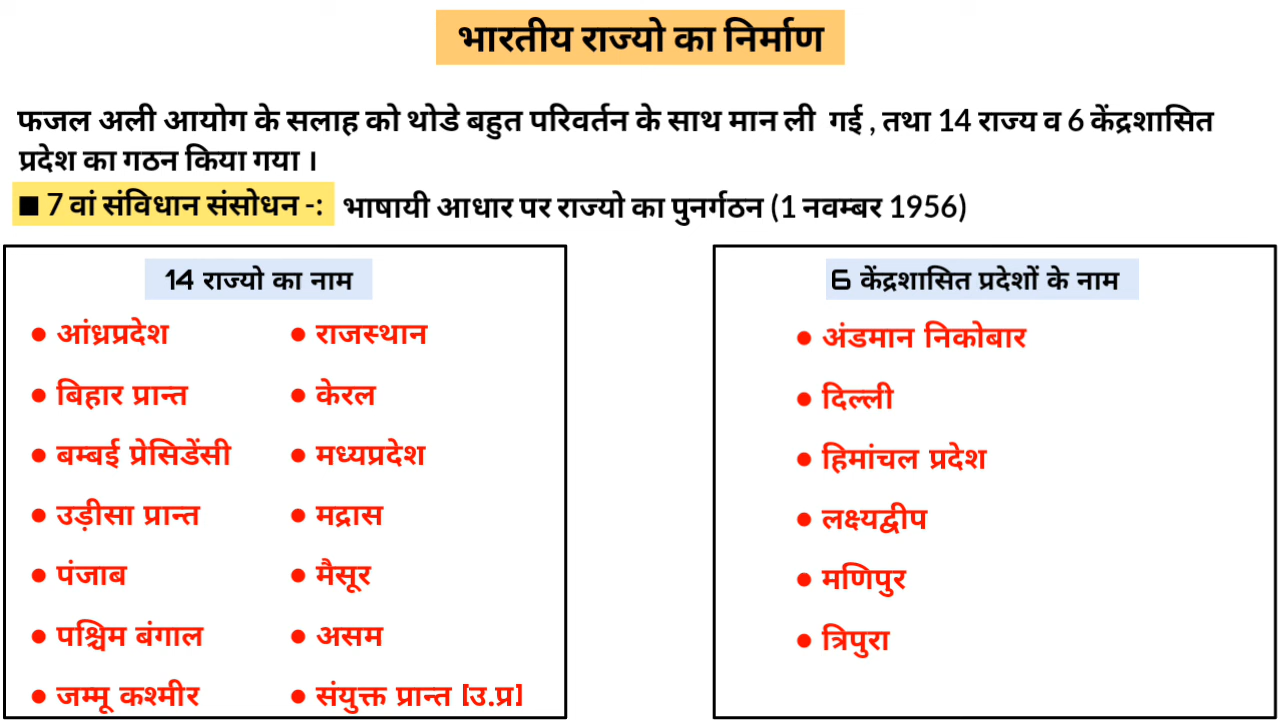 भारतीय राज्यो का निर्माण
फजल अली आयोग के सलाह को थोडे बहुत परिवर्तन के साथ मान ली गई , तथा 14 राज्य व 6 केंद्रशासित
प्रदेश का गठन किया गया ।
■ 7 वां संविधान संसोधन -: भाषायी आधार पर राज्यो का पुनर्गठन (1 नवम्बर 1956)
14 राज्यो का नाम
● आंध्रप्रदेश
● बिहार प्रान्त
● बम्बई प्रेसिडेंसी
● उड़ीसा प्रान्त
● पंजाब
● पश्चिम बंगाल
● जम्मू कश्मीर
● राजस्थान
● केरल
● मध्यप्रदेश
● मद्रास
● मैसूर
● असम
● संयुक्त प्रान्त [उ.प्र]
6 केंद्रशासित प्रदेशों के नाम
● अंडमान निकोबार
● दिल्ली
● हिमांचल प्रदेश
● लक्ष्यद्वीप
● मणिपुर
● त्रिपुरा